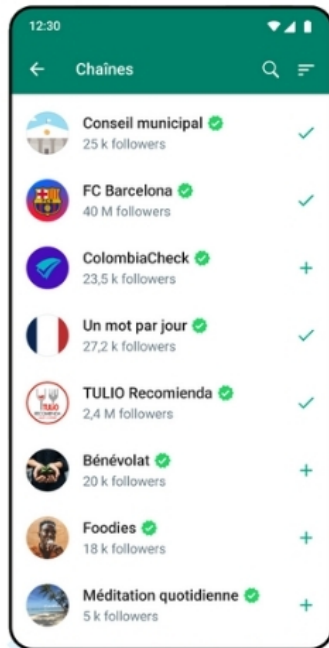 12:30
Chaînes
Conseil municipal
25 k followers
FC Barcelona
40 M followers
ColombiaCheck
23,5 k followers
Un mot par jour
27,2 k followers
TULIO Recomienda
2,4 M followers
TULIO
Bénévolat
20 k followers
Foodies
18 k followers
Méditation quotidienne
5 k followers